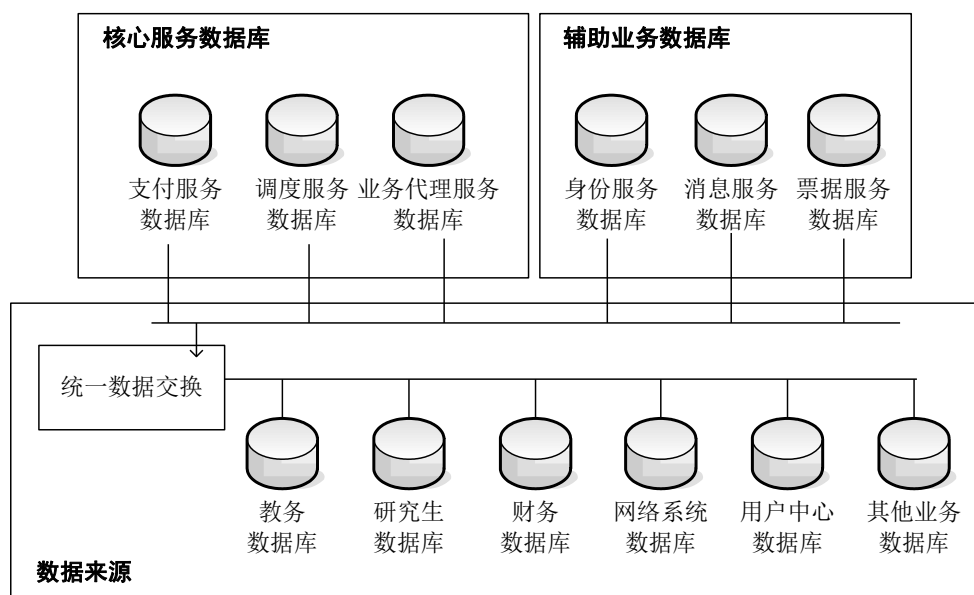 核心服务数据库
辅助业务数据库
支付服务
数据库
调度服务
数据库
业务代理服务
数据库
身份服务
数据库
消息服务
数据库
票据服务
数据库
统一数据交换
教务
数据库
研究生
数据库
财务
数据库
网络系统
数据库
用户中心
数据库
其他业务
数据库
数据来源